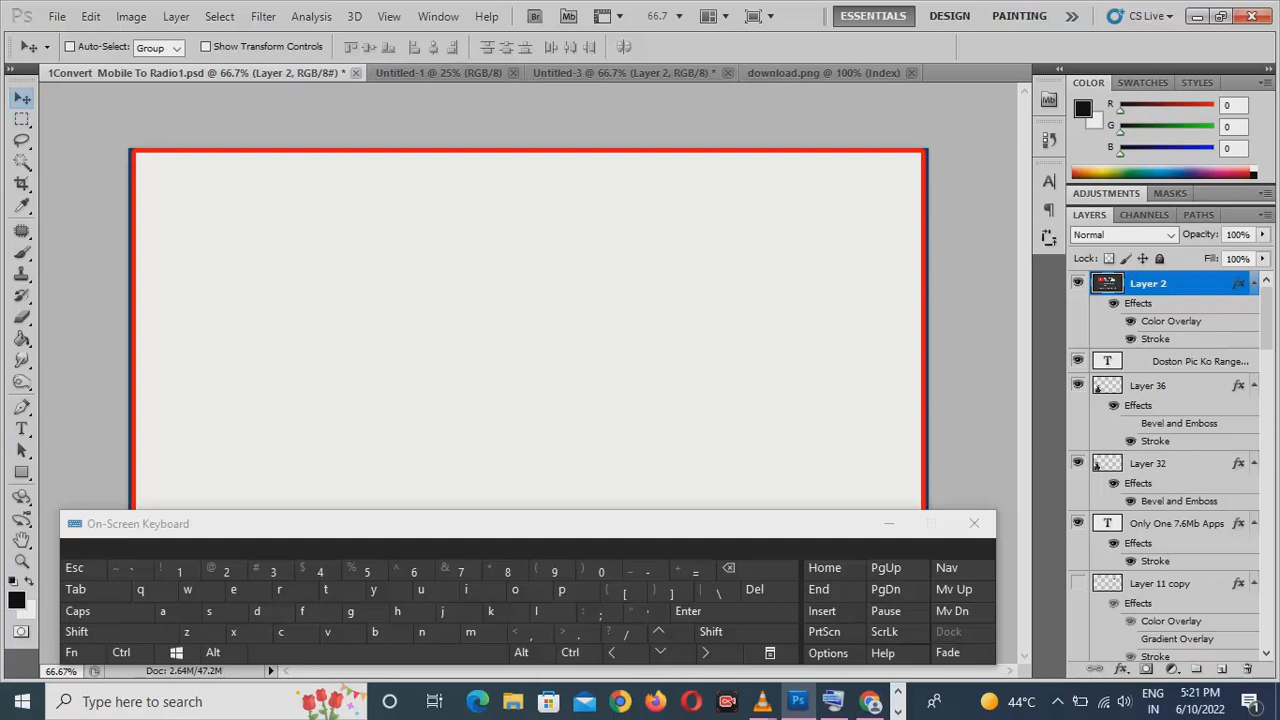 Ps File Edit Image Layer Select Filter Analysis 3D View Window Help Br Mb 66.7 ESSENTIALS DESIGN PAINTING CS Live
Auto-Select: Group Show Transform Controls
1Convert Mobile To Radio1.psd @ 66.7% (Layer 2, RGB/8#) * Untitled-1 @ 25% (RGB/8) Untitled-3 @ 66.7% (Layer 2, RGB/8) * download.png @ 100% (Index)
COLOR SWATCHES STYLES
Mb
R 0
G 0
B 0
A
ADJUSTMENTS MASKS
LAYERS CHANNELS PATHS
Normal Opacity: 100%
Lock: Fill: 100%
Layer 2 fx
Effects
Color Overlay
Stroke
T Doston Pic Ko Range...
Layer 36 fx
Effects
Bevel and Emboss
Stroke
Layer 32 fx
Effects
Bevel and Emboss
T Only One 7.6Mb Apps
Effects
Stroke
Layer 11 copy
Effects
Color Overlay
Gradient Overlay
Stroke
On-Screen Keyboard
Esc ~ ` ! 1 @ 2 # 3 $ 4 % 5 ^ 6 & 7 * 8 ( 9 ) 0 _ - + = Home PgUp Nav
Tab q w e r t y u i o p { [ } ] | \ Del End PgDn Mv Up
Caps a s d f g h j k l : ; " ' Enter Insert Pause Mv Dn
Shift z x c v b n m < , > . ? / Shift PrtScn ScrLk Dock
Fn Ctrl Alt Alt Ctrl Options Help Fade
66.67% Doc: 2.64M/47.2M
Type here to search 44°C ENG IN 5:21 PM 6/10/2022 1